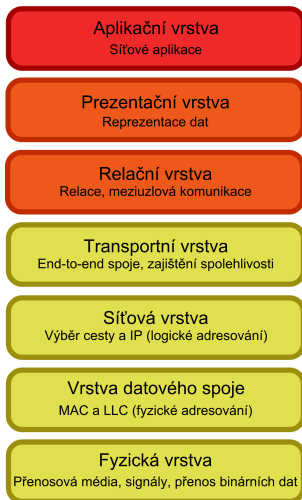 Aplikační vrstva
Síťové aplikace
Prezentační vrstva
Reprezentace dat
Relační vrstva
Relace, meziuzlová komunikace
Transportní vrstva
End-to-end spoje, zajištění spolehlivosti
Síťová vrstva
Výběr cesty a IP (logické adresování)
Vrstva datového spoje
MAC a LLC (fyzické adresování)
Fyzická vrstva
Přenosová média, signály, přenos binárních dat